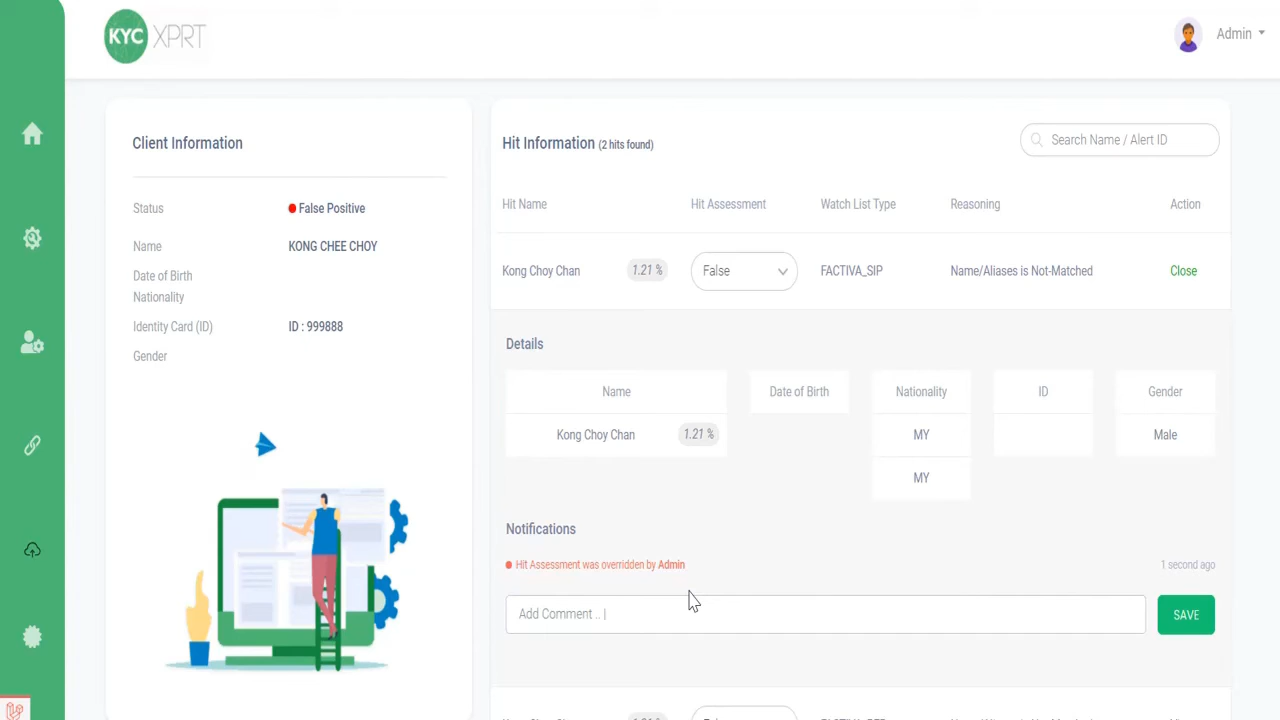 KYC XPRT
Admin
Client Information
Status False Positive
Name KONG CHEE CHOY
Date of Birth
Nationality
Identity Card (ID) ID : 999888
Gender
Hit Information (2 hits found)
Search Name / Alert ID
Hit Name Hit Assessment Watch List Type Reasoning Action
Kong Choy Chan 1.21 % False FACTIVA_SIP Name/Aliases is Not-Matched Close
Details
Name Date of Birth Nationality ID Gender
Kong Choy Chan 1.21 % MY Male
MY
Notifications
Hit Assessment was overridden by Admin 1 second ago
Add Comment .. SAVE